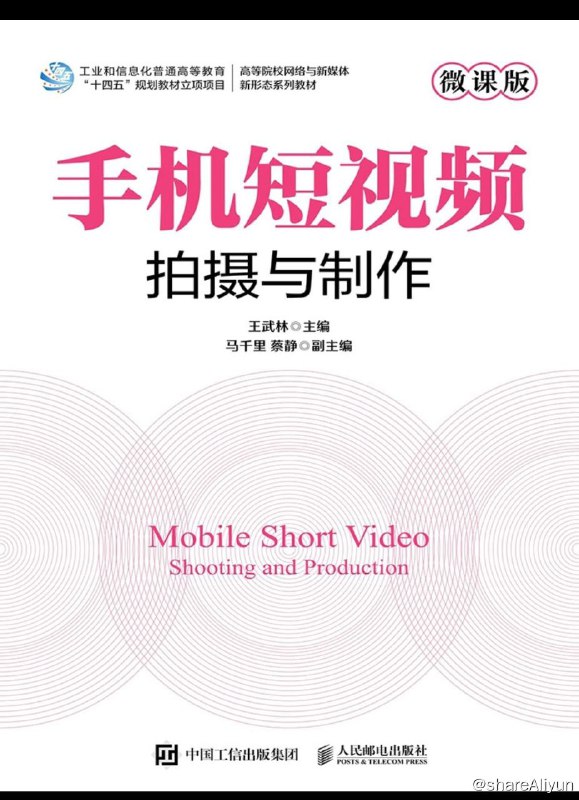 工业和信息化普通高等教育
“十四五”规划教材立项项目
高等院校网络与新媒体
新形态系列教材
微课版
手机短视频
拍摄与制作
王武林◎主编
马千里 蔡静◎副主编
Mobile Short Video
Shooting and Production
中国工信出版集团
人民邮电出版社
POSTS & TELECOM PRESS
@shareAliyun